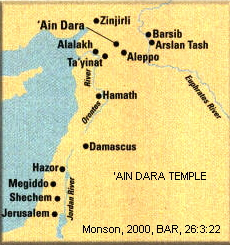 Zinjirli
'Ain Dara
Barsib
Arslan Tash
Alalakh
Aleppo
Ta'yinat
River
Orontes
Hamath
Euphrates River
Damascus
Hazor
'AIN DARA TEMPLE
Megiddo
Shechem
Jordan River
Jerusalem
Monson, 2000, BAR, 26:3:22